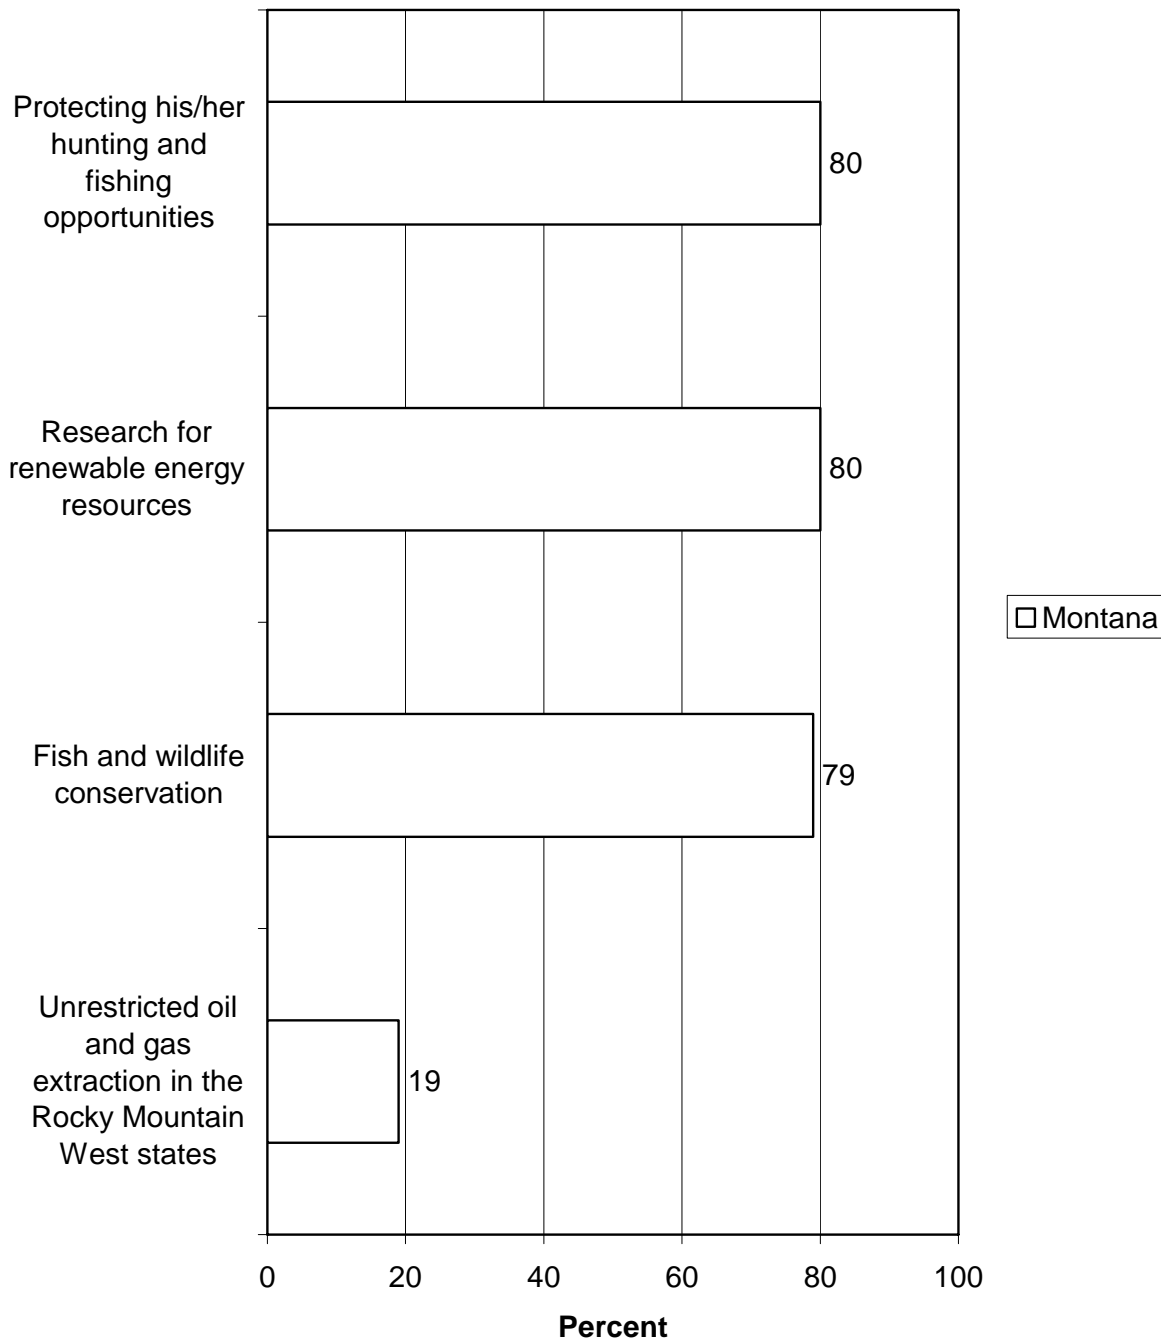 Protecting his/her
hunting and
fishing
opportunities
80
Research for
renewable energy
resources
80
Fish and wildlife
conservation
79
Unrestricted oil
and gas
extraction in the
Rocky Mountain
West states
19
Montana
0 20 40 60 80 100
Percent